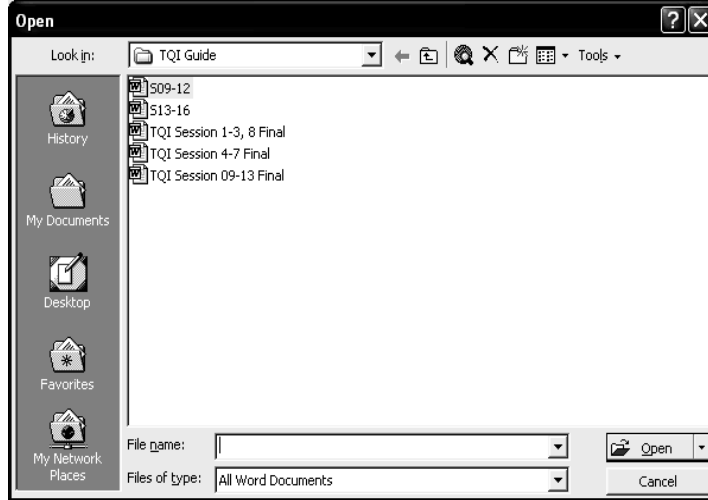 Open
Look in: TQI Guide Tools
History
My Documents
Desktop
Favorites
My Network
Places
S09-12
S13-16
TQI Session 1-3, 8 Final
TQI Session 4-7 Final
TQI Session 09-13 Final
File name: Open
Files of type: All Word Documents Cancel